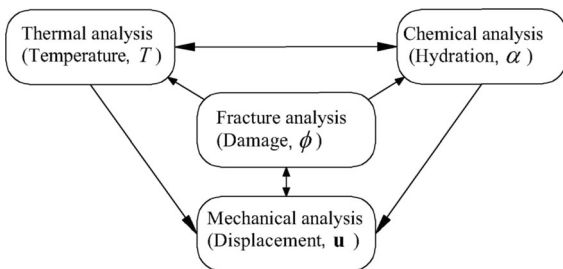 Thermal analysis
(Temperature, T)
Chemical analysis
(Hydration, α)
Fracture analysis
(Damage, ϕ)
Mechanical analysis
(Displacement, u)